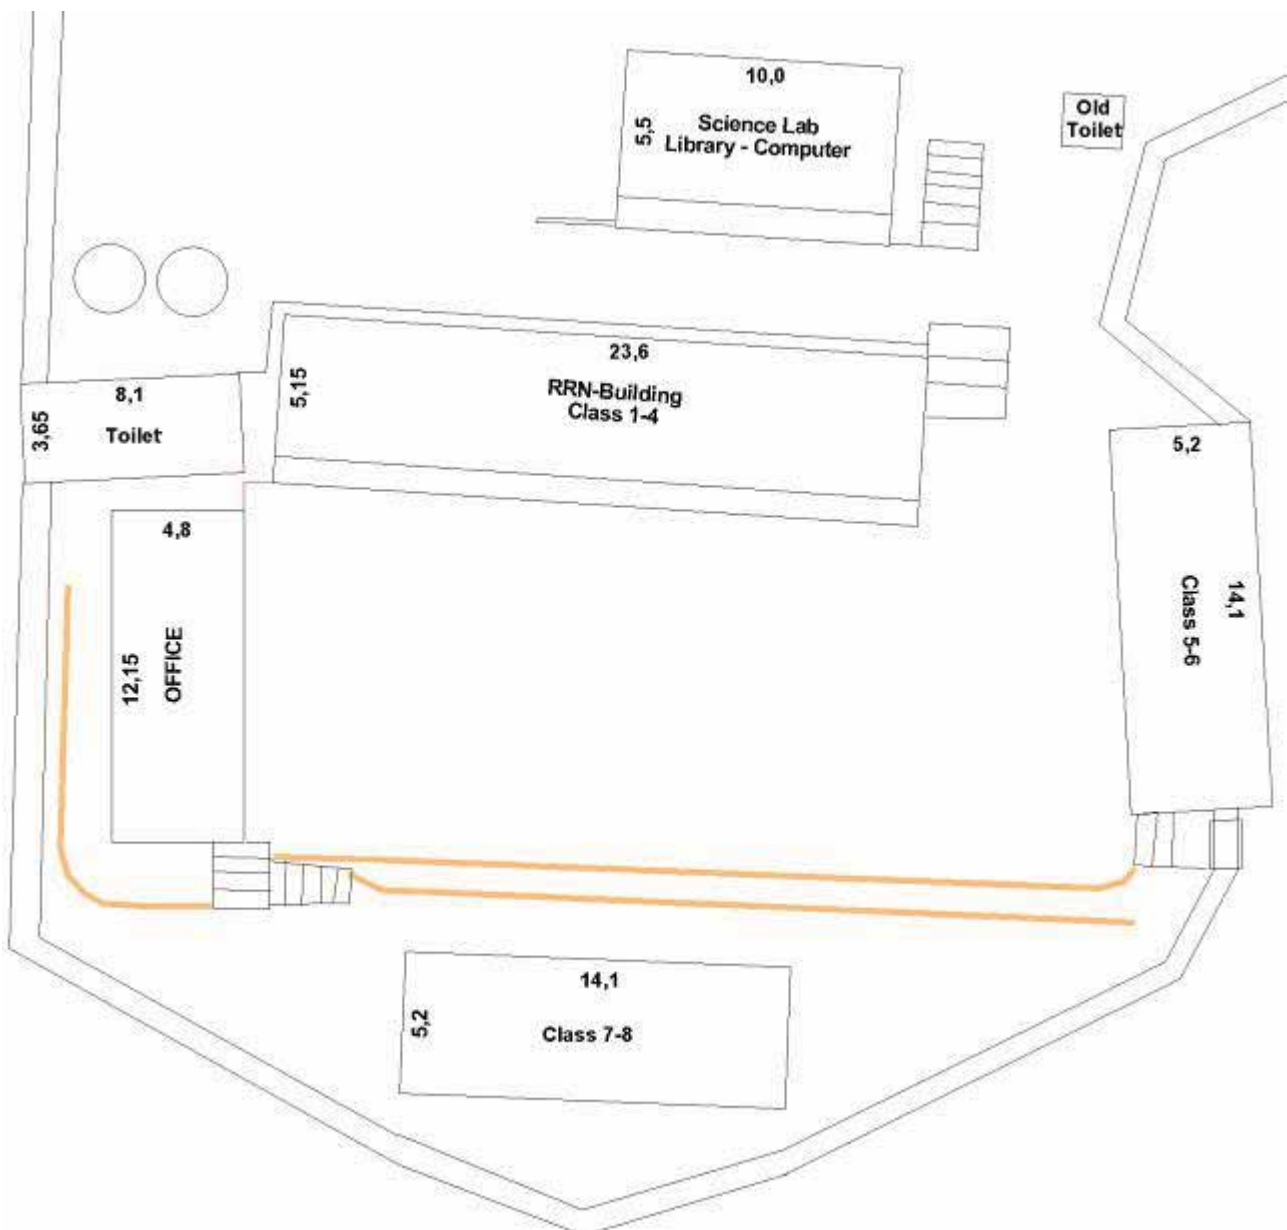 10,0
5,5
Science Lab
Library - Computer
Old
Toilet
23,6
5,15
RRN-Building
Class 1-4
8,1
3,65
Toilet
5,2
14,1
Class 5-6
4,8
12,15
OFFICE
14,1
5,2
Class 7-8